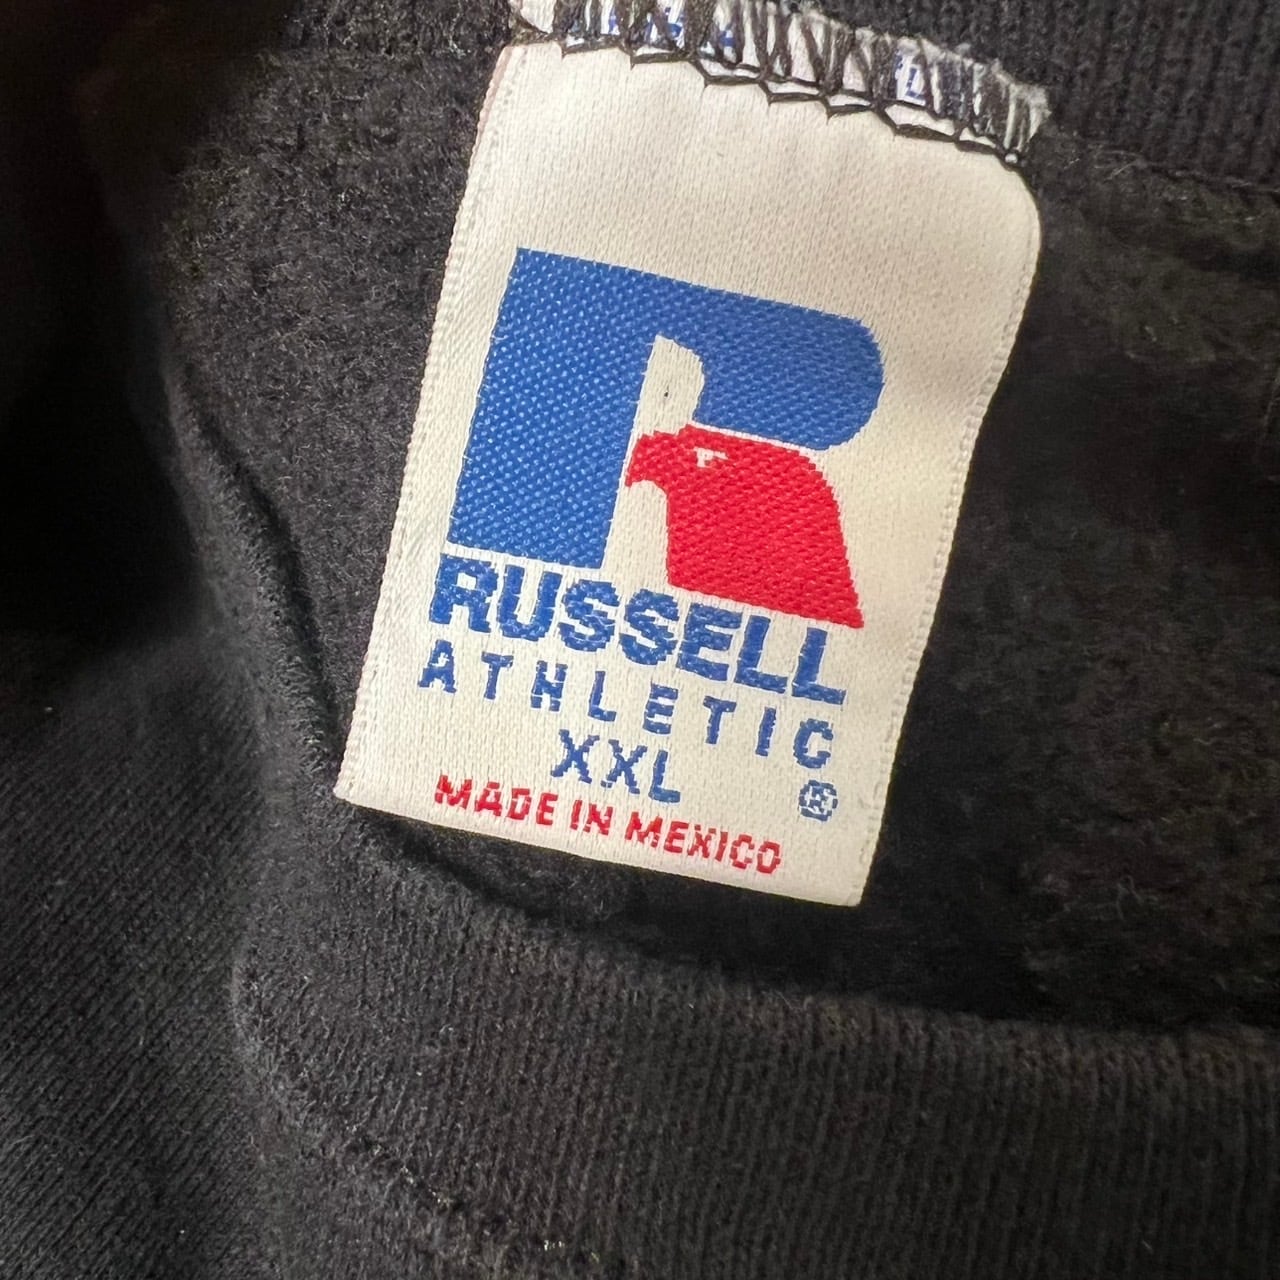 RUSSELL
ATHLETIC
XXL
®
MADE IN MEXICO